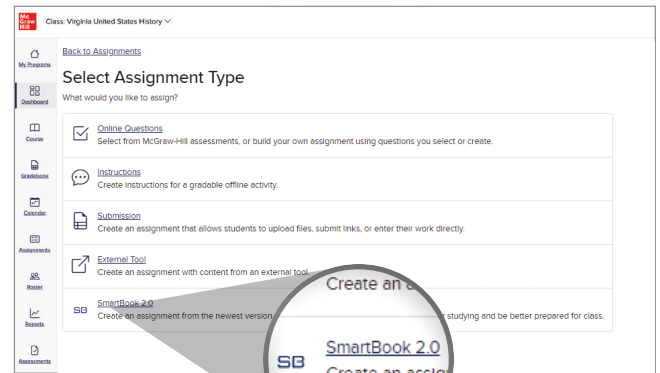 Mc
Graw
Hill
Class: Virginia United States History
My Programs
Dashboard
Course
Gradebook
Calendar
Assignments
Roster
Reports
Assessments
Back to Assignments
Select Assignment Type
What would you like to assign?
Online Questions
Select from McGraw-Hill assessments, or build your own assignment using questions you select or create.
Instructions
Create instructions for a gradable offline activity.
Submission
Create an assignment that allows students to upload files, submit links, or enter their work directly.
External Tool
Create an assignment with content from an external tool.
SB
SmartBook 2.0
Create an assignment from the newest version
studying and be better prepared for class.
Create an
SB
SmartBook 2.0
Create an